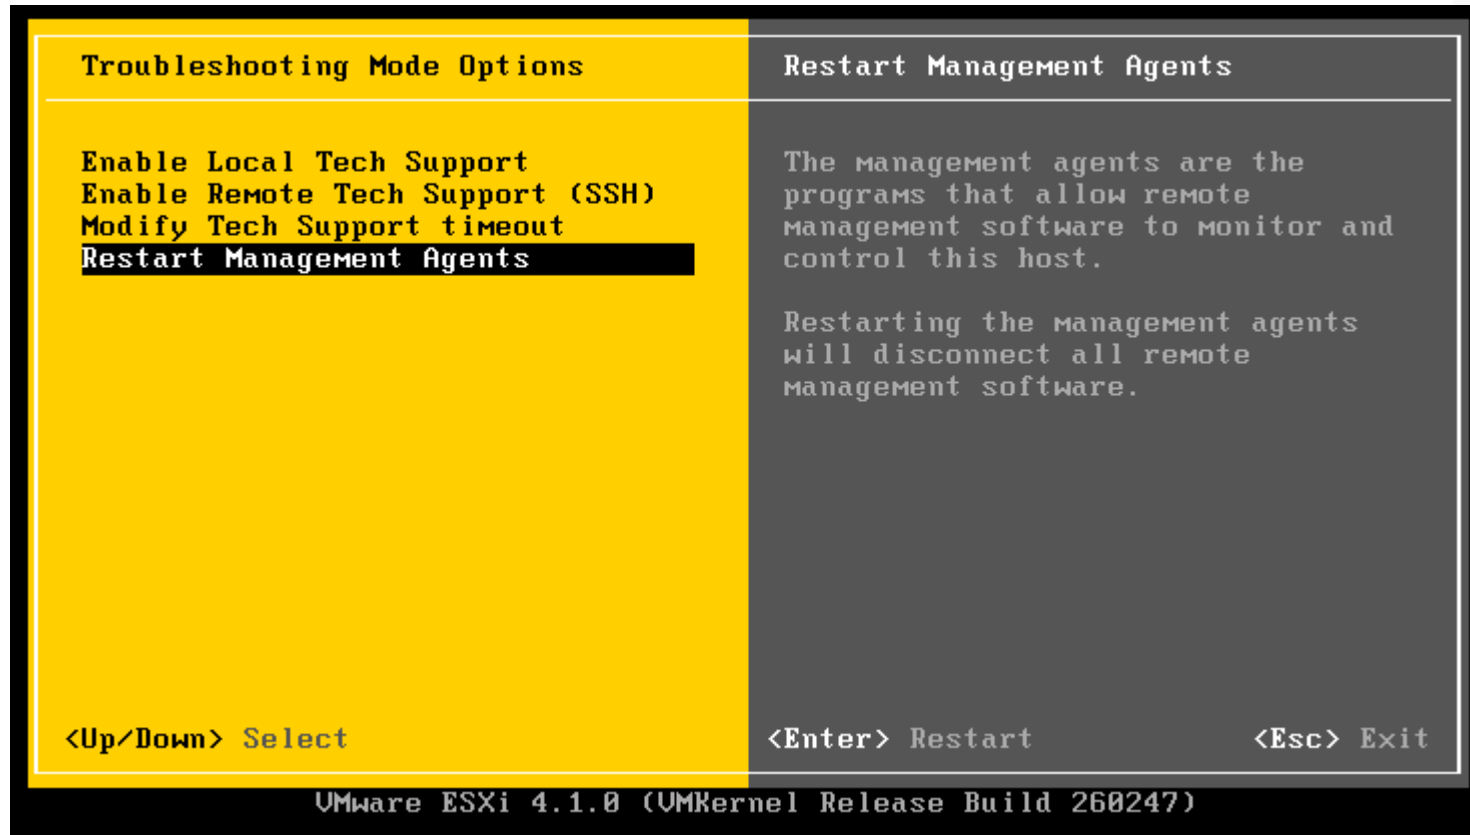 Troubleshooting Mode Options
Enable Local Tech Support
Enable Remote Tech Support (SSH)
Modify Tech Support timeout
Restart Management Agents
<Up/Down> Select
Restart Management Agents
The management agents are the
programs that allow remote
management software to monitor and
control this host.
Restarting the management agents
will disconnect all remote
management software.
<Enter> Restart <Esc> Exit
VMware ESXi 4.1.0 (VMKernel Release Build 260247)